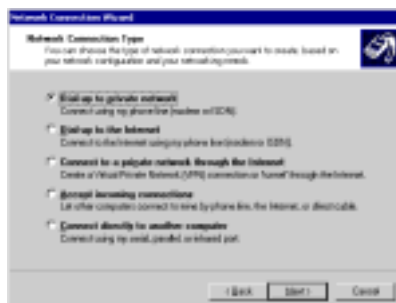 Network Connection Wizard
Network Connection Type
You can choose the type of network connection you want to create, based on
your network configuration and your networking needs.
Dial-up to private network
Connect using my phone line (modem or ISDN).
Dial-up to the Internet
Connect to the Internet using my phone line (modem or ISDN).
Connect to a private network through the Internet
Create a Virtual Private Network (VPN) connection or 'tunnel' through the Internet.
Accept incoming connections
Let other computers connect to mine by phone line, the Internet, or direct cable.
Connect directly to another computer
Connect using my serial, parallel, or infrared port.
< Back Next > Cancel